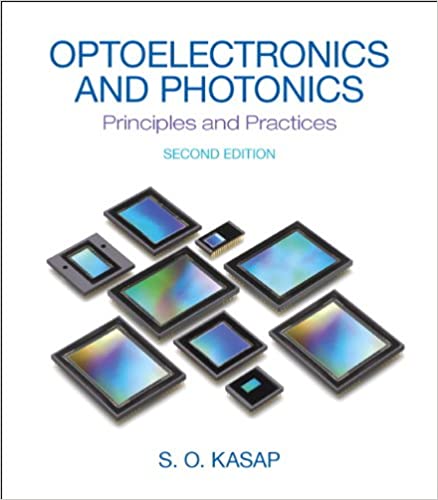 OPTOELECTRONICS
AND PHOTONICS
Principles and Practices
SECOND EDITION
S. O. KASAP